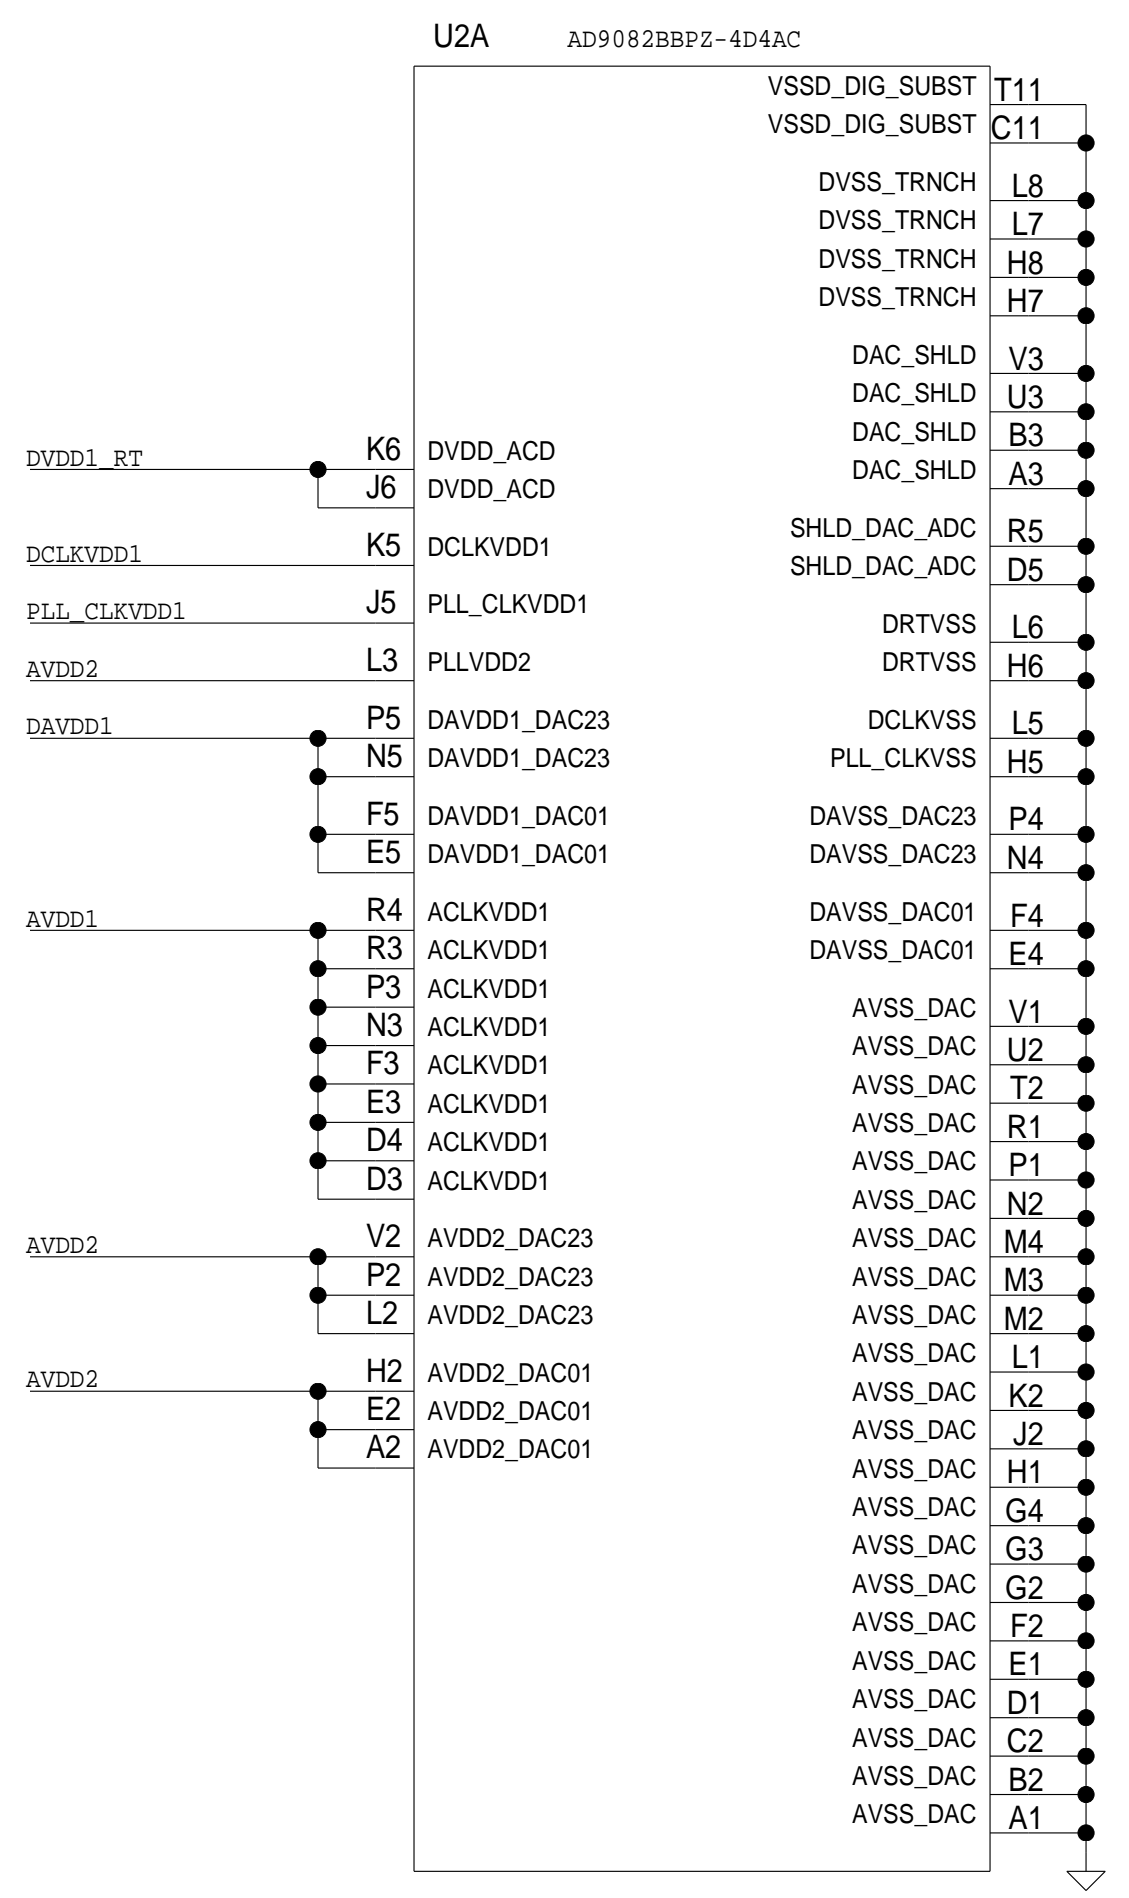 U2A AD9082BBPZ-4D4AC
VSSD_DIG_SUBST T11
VSSD_DIG_SUBST C11
DVSS_TRNCH L8
DVSS_TRNCH L7
DVSS_TRNCH H8
DVSS_TRNCH H7
DAC_SHLD V3
DAC_SHLD U3
DAC_SHLD B3
DAC_SHLD A3
SHLD_DAC_ADC R5
SHLD_DAC_ADC D5
DRTVSS L6
DRTVSS H6
DCLKVSS L5
PLL_CLKVSS H5
DAVSS_DAC23 P4
DAVSS_DAC23 N4
DAVSS_DAC01 F4
DAVSS_DAC01 E4
AVSS_DAC V1
AVSS_DAC U2
AVSS_DAC T2
AVSS_DAC R1
AVSS_DAC P1
AVSS_DAC N2
AVSS_DAC M4
AVSS_DAC M3
AVSS_DAC M2
AVSS_DAC L1
AVSS_DAC K2
AVSS_DAC J2
AVSS_DAC H1
AVSS_DAC G4
AVSS_DAC G3
AVSS_DAC G2
AVSS_DAC F2
AVSS_DAC E1
AVSS_DAC D1
AVSS_DAC C2
AVSS_DAC B2
AVSS_DAC A1
DVDD1_RT K6 DVDD_ACD
J6 DVDD_ACD
DCLKVDD1 K5 DCLKVDD1
PLL_CLKVDD1 J5 PLL_CLKVDD1
AVDD2 L3 PLLVDD2
DAVDD1 P5 DAVDD1_DAC23
N5 DAVDD1_DAC23
F5 DAVDD1_DAC01
E5 DAVDD1_DAC01
AVDD1 R4 ACLKVDD1
R3 ACLKVDD1
P3 ACLKVDD1
N3 ACLKVDD1
F3 ACLKVDD1
E3 ACLKVDD1
D4 ACLKVDD1
D3 ACLKVDD1
AVDD2 V2 AVDD2_DAC23
P2 AVDD2_DAC23
L2 AVDD2_DAC23
AVDD2 H2 AVDD2_DAC01
E2 AVDD2_DAC01
A2 AVDD2_DAC01